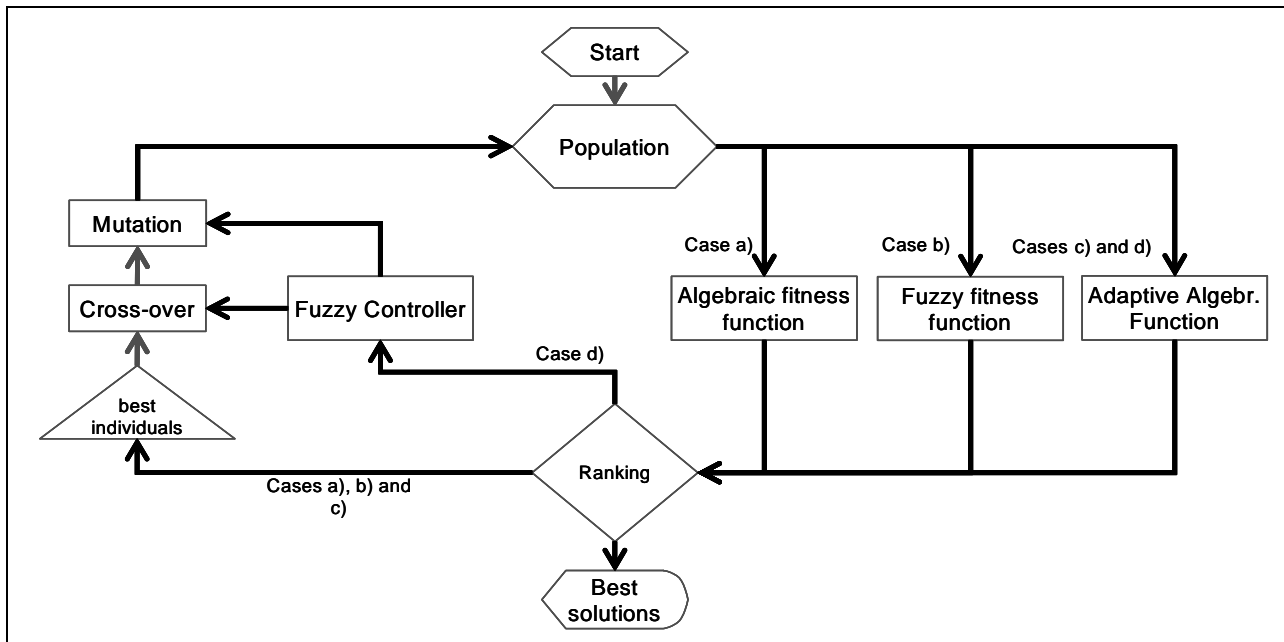 Start
Population
Mutation
Case a)
Case b)
Cases c) and d)
Cross-over
Fuzzy Controller
Algebraic fitness
function
Fuzzy fitness
function
Adaptive Algebr.
Function
Case d)
best
individuals
Ranking
Cases a), b) and
c)
Best
solutions